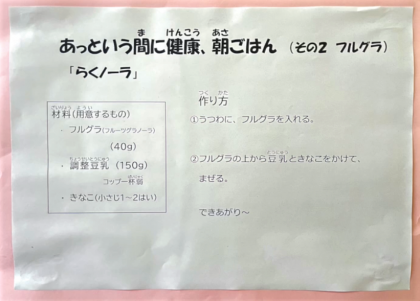 あっという間に健康、朝ごはん (その2 フルグラ)
「らくノーラ」
材料(用意するもの)
・フルグラ(フルーツグラノーラ)
(40g)
・調整豆乳 (150g)
コップ一杯弱
・きなこ(小さじ1~2はい)
作り方
①うつわに、フルグラを入れる。
②フルグラの上から豆乳ときなこをかけて、
まぜる。
できあがり~